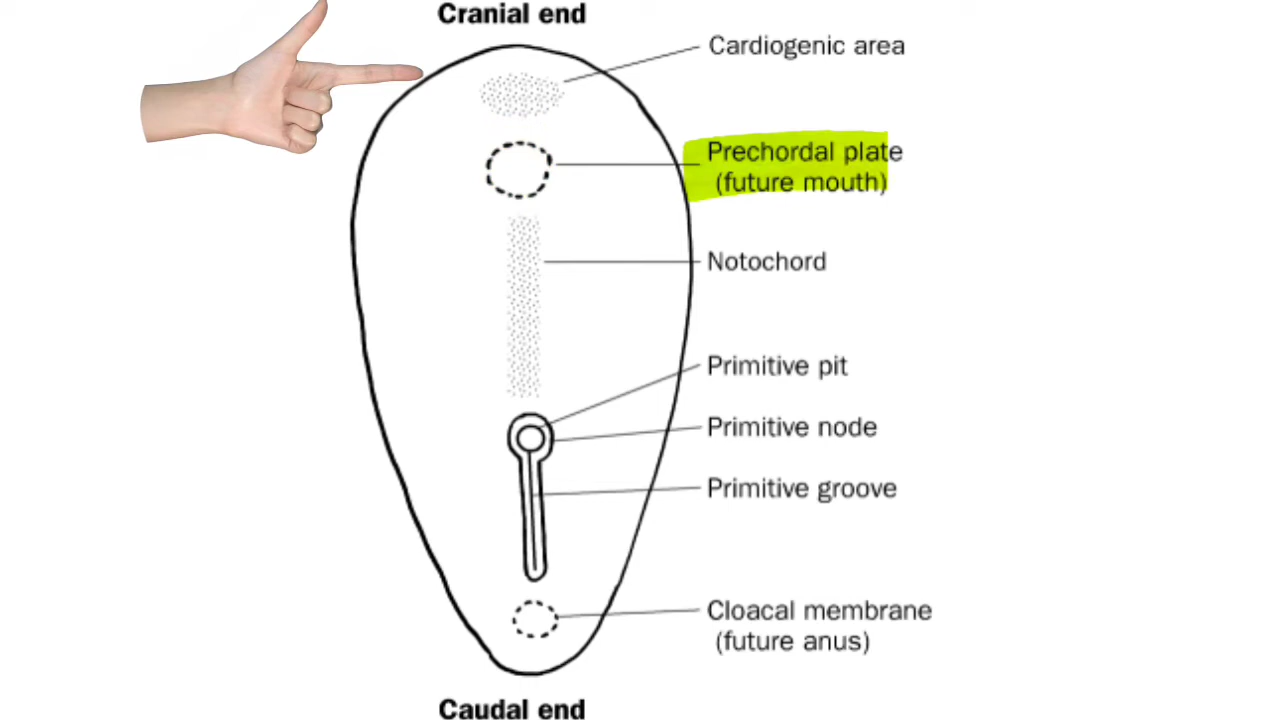 Cranial end
Cardiogenic area
Prechordal plate
(future mouth)
Notochord
Primitive pit
Primitive node
Primitive groove
Cloacal membrane
(future anus)
Caudal end